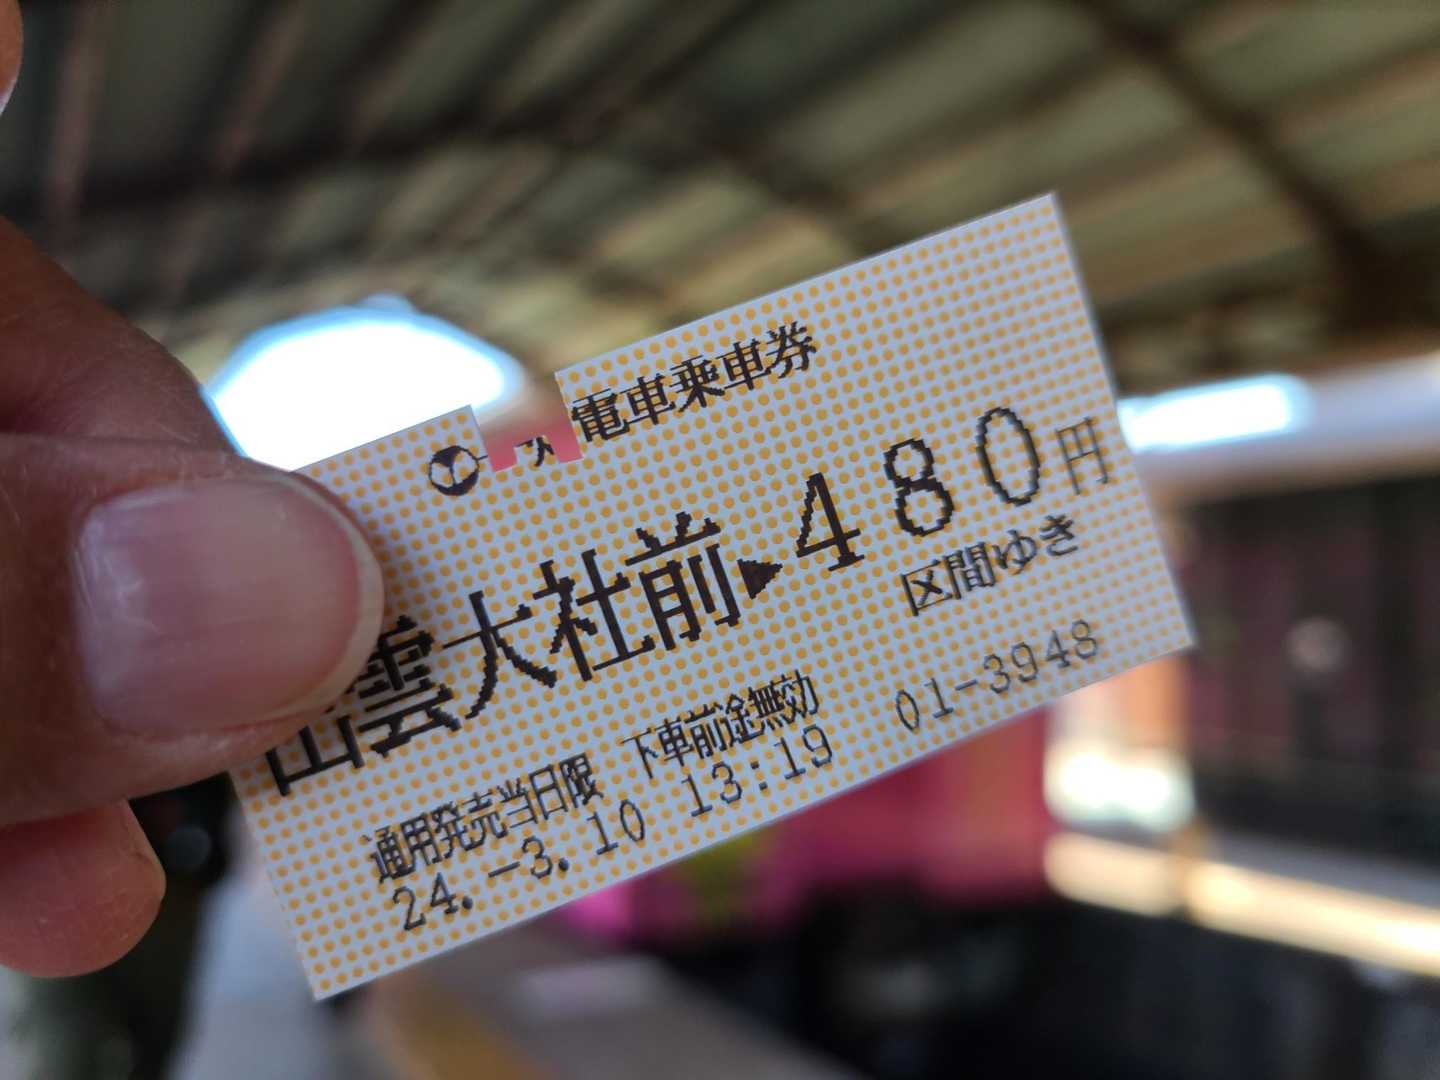 電車乗車券
出雲大社前▶480円
区間ゆき
通用発売当日限 下車前途無効
24.-3.10 13:19 01-3948